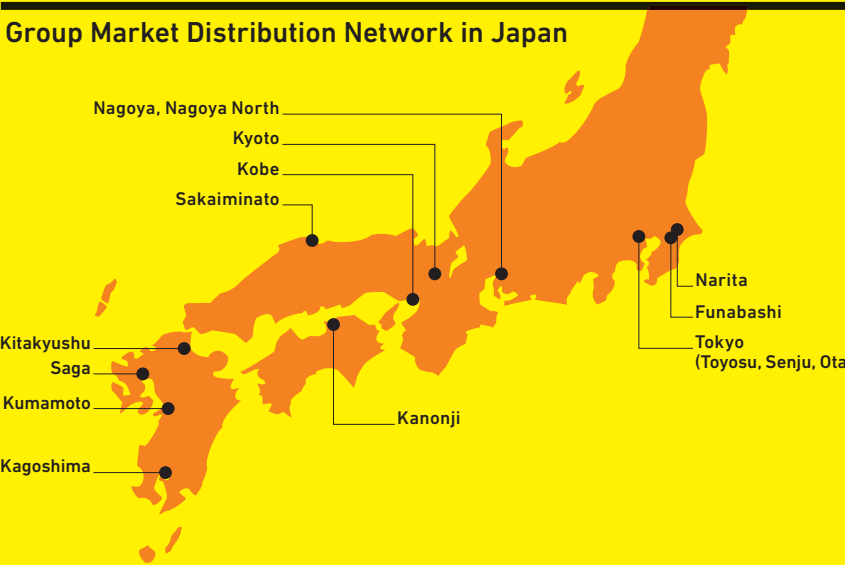 Group Market Distribution Network in Japan
Nagoya, Nagoya North
Kyoto
Kobe
Sakaiminato
Narita
Funabashi
Tokyo
(Toyosu, Senju, Ota
Kitakyushu
Saga
Kumamoto
Kagoshima
Kanonji